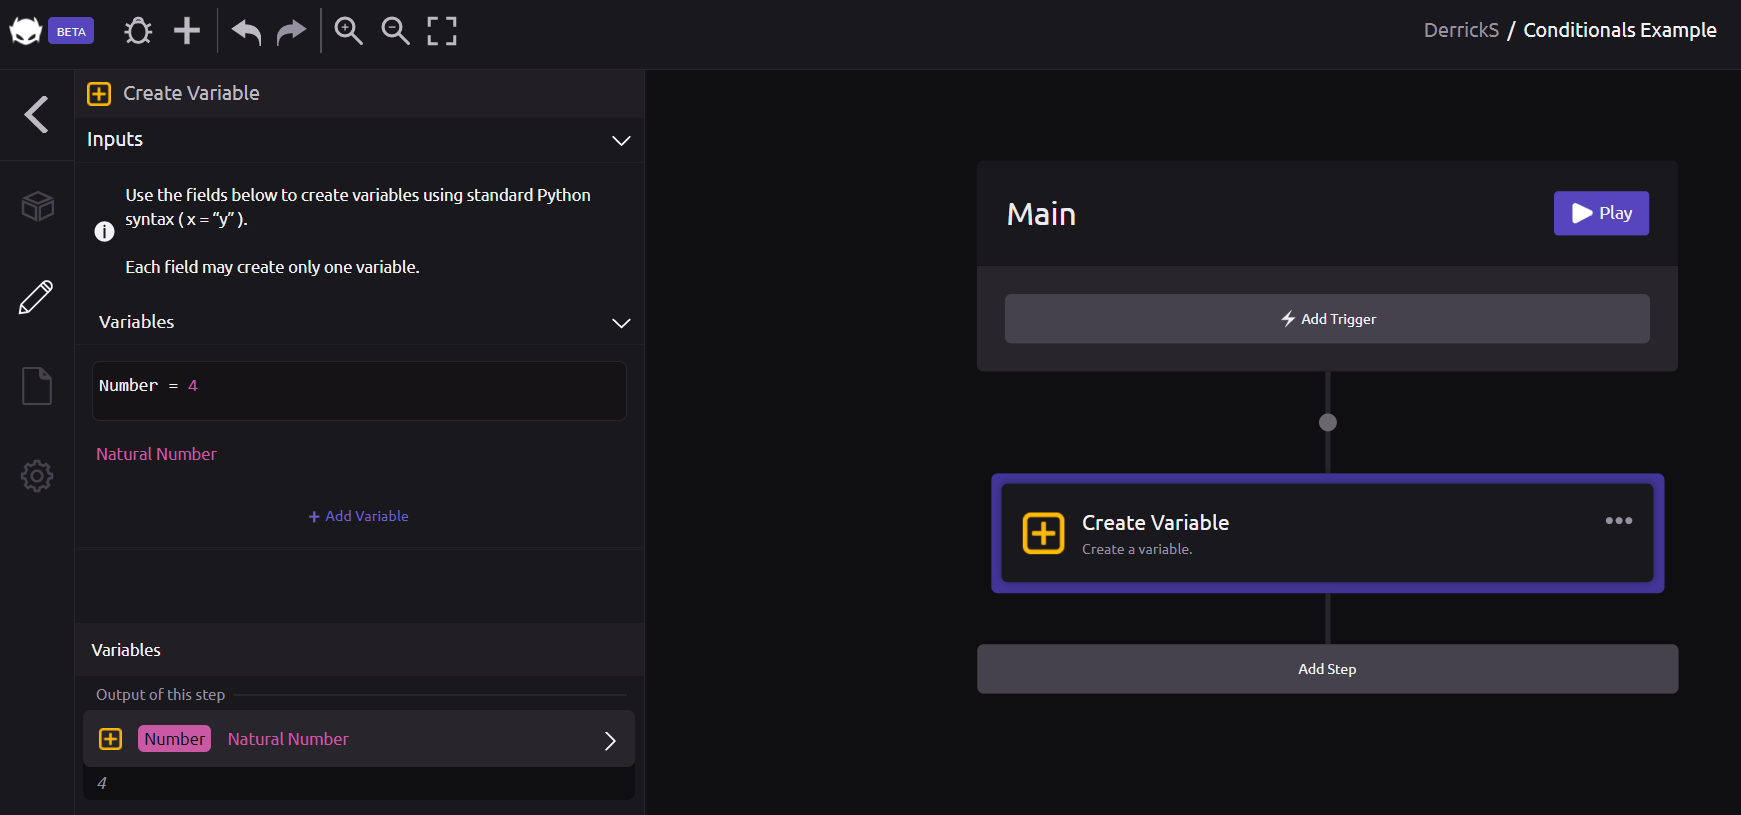 BETA
DerrickS / Conditionals Example
Create Variable
Inputs
Use the fields below to create variables using standard Python
syntax ( x = “y” ).
Each field may create only one variable.
Variables
Number = 4
Natural Number
+ Add Variable
Variables
Output of this step
Number Natural Number
4
Main
Play
Add Trigger
Create Variable
Create a variable.
Add Step